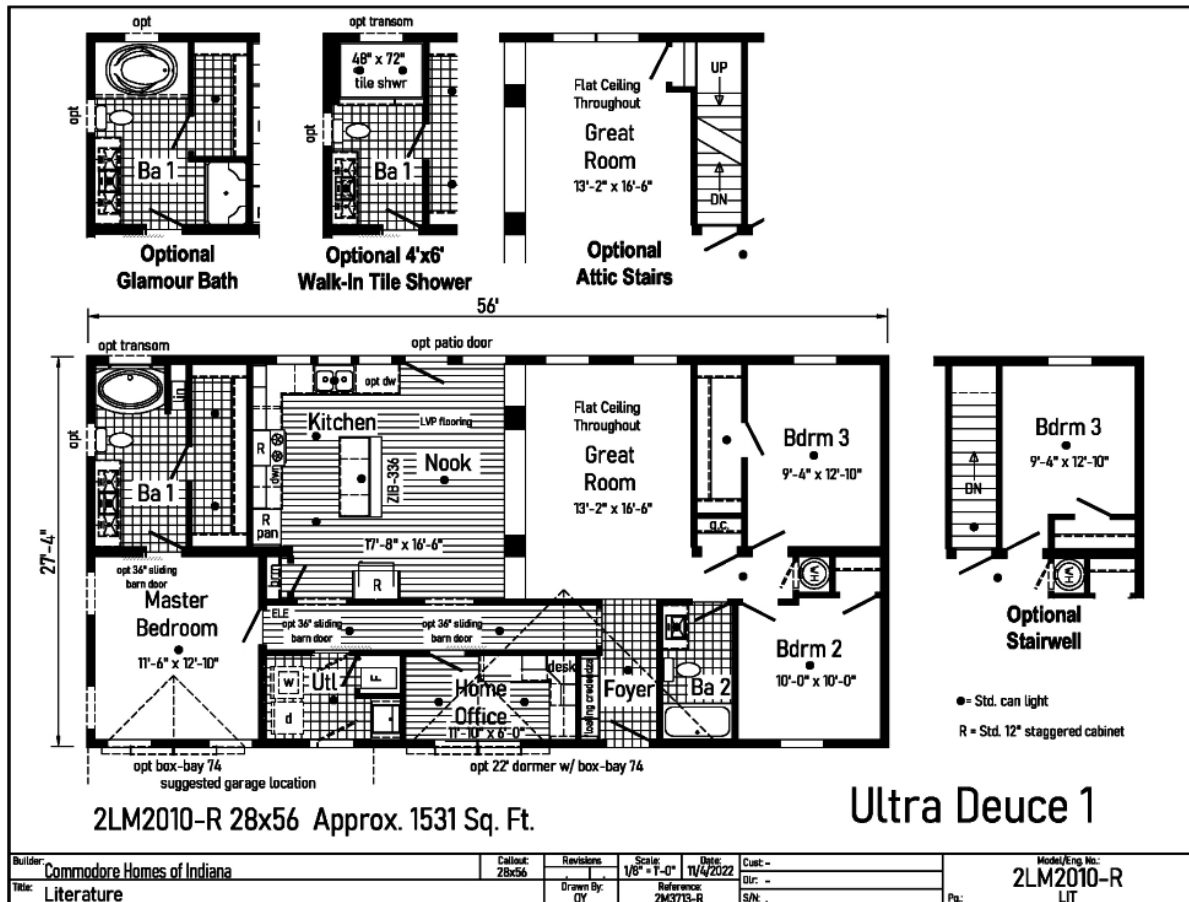 opt
opt
Ba 1
Optional
Glamour Bath
opt transom
48" x 72"
tile shwr
opt
Ba 1
Optional 4'x6'
Walk-In Tile Shower
Flat Ceiling
Throughout
Great
Room
13'-2" x 16'-6"
UP
DN
Optional
Attic Stairs
56'
27'-4"
opt transom
opt patio door
opt
lin
Ba 1
Kitchen
opt dw
LVP flooring
R
dwn
R
pan
ZIB-336
Nook
17'-8" x 16'-6"
R
Flat Ceiling
Throughout
Great
Room
13'-2" x 16'-6"
g.c.
Bdrm 3
9'-4" x 12'-10"
WH
opt 36" sliding
barn door
Master
Bedroom
11'-6" x 12'-10"
brm
ELE
opt 36" sliding
barn door
opt 36" sliding
barn door
w
d
Utl
F
Home
Office
11'-10" x 6'-0"
desk
loading credendza
Foyer
Ba 2
Bdrm 2
10'-0" x 10'-0"
opt box-bay 74
suggested garage location
opt 22' dormer w/ box-bay 74
DN
Bdrm 3
9'-4" x 12'-10"
WH
Optional
Stairwell
●= Std. can light
R = Std. 12" staggered cabinet
2LM2010-R 28x56 Approx. 1531 Sq. Ft.
Ultra Deuce 1
Builder: Commodore Homes of Indiana
Title: Literature
Callout:
28x56
Revisions
Scale:
1/8" = 1'-0"
Date:
11/4/2022
Drawn By:
OY
Reference:
2M3713-R
Cust: -
Dlr: -
S/N: .
Model/Eng. No.:
2LM2010-R
Pg.: LIT